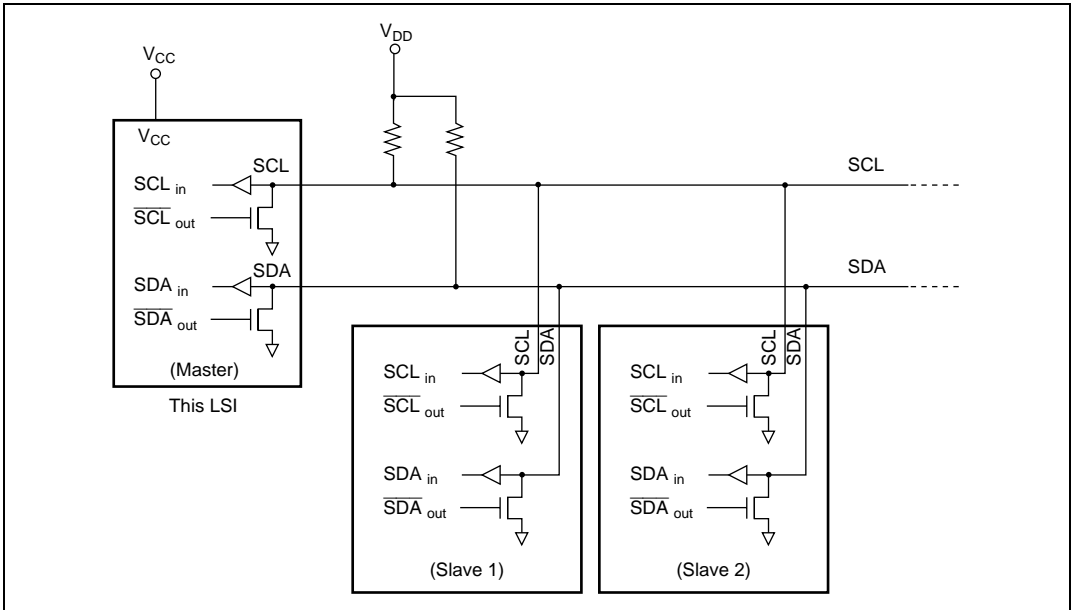 VDD
VCC
VCC
SCL
SCL in
SCL out
SDA
SDA in
SDA out
(Master)
This LSI
SCL
SDA
SCL
SDA
SCL in
SCL out
SDA in
SDA out
(Slave 1)
SCL
SDA
SCL in
SCL out
SDA in
SDA out
(Slave 2)